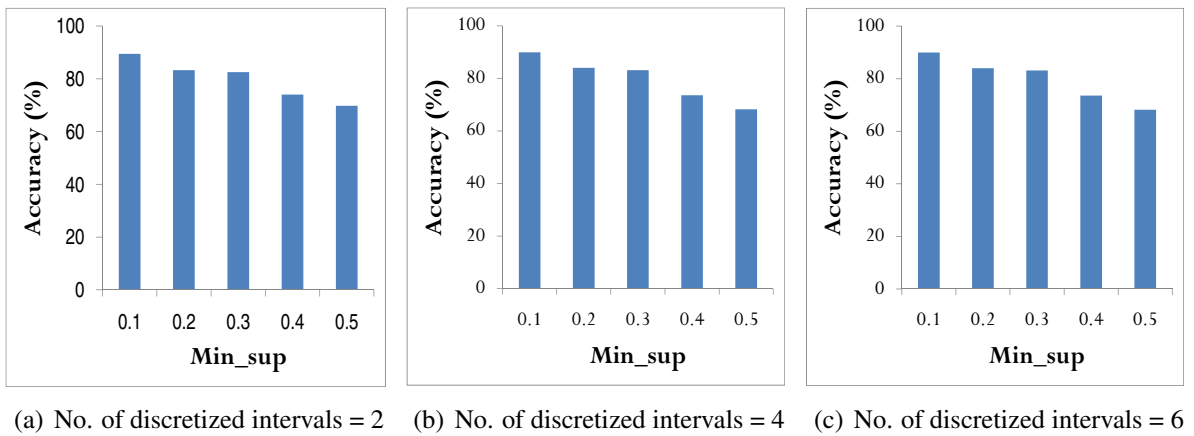 100
80
60
40
20
0
Accuracy (%)
0.1 0.2 0.3 0.4 0.5
Min_sup
(a) No. of discretized intervals = 2
100
80
60
40
20
0
Accuracy (%)
0.1 0.2 0.3 0.4 0.5
Min_sup
(b) No. of discretized intervals = 4
100
80
60
40
20
0
Accuracy (%)
0.1 0.2 0.3 0.4 0.5
Min_sup
(c) No. of discretized intervals = 6